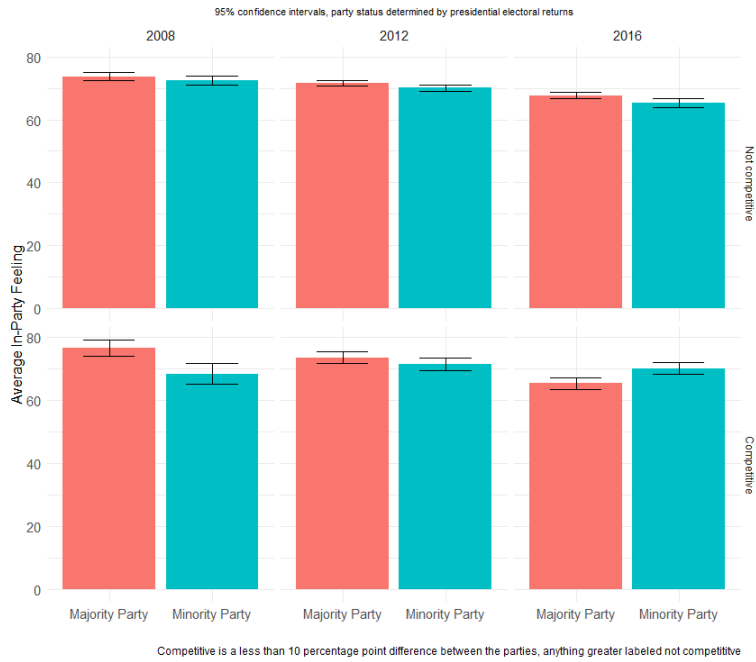 95% confidence intervals, party status determined by presidential electoral returns
2008 2012 2016
80
60
40
20
0
Not competitive
Average In-Party Feeling
80
60
40
20
0
Competitive
Majority Party Minority Party Majority Party Minority Party Majority Party Minority Party
Competitive is a less than 10 percentage point difference between the parties, anything greater labeled not competititve